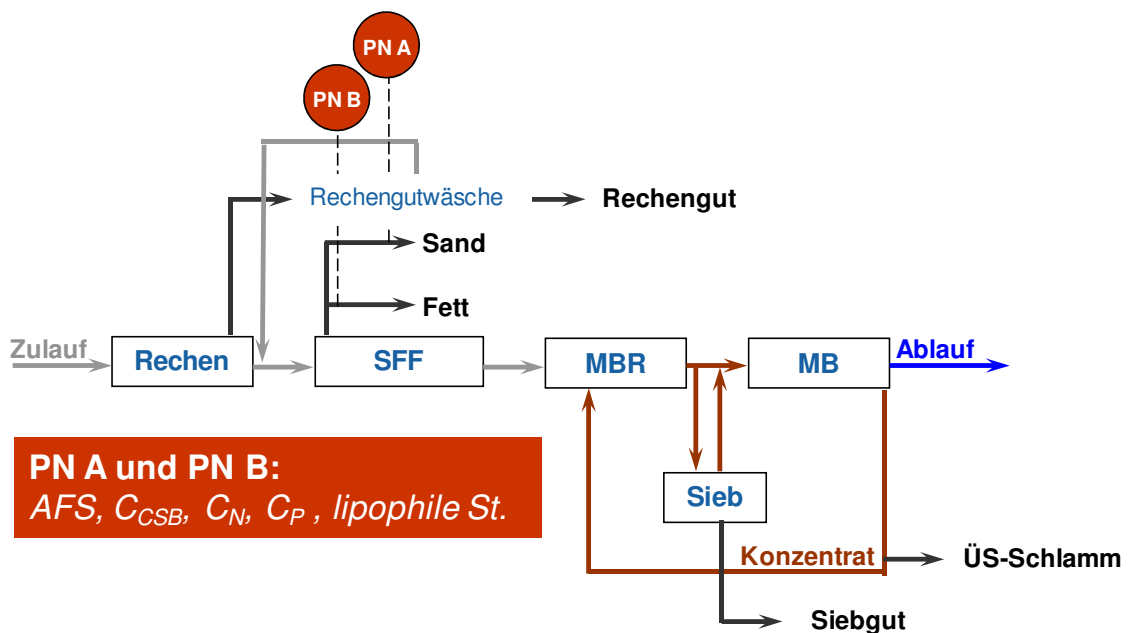 PN A
PN B
Rechengutwäsche
Rechengut
Sand
Fett
Zulauf
Rechen
SFF
MBR
MB
Ablauf
PN A und PN B:
AFS, C_CSB, C_N, C_P , lipophile St.
Sieb
Konzentrat
ÜS-Schlamm
Siebgut